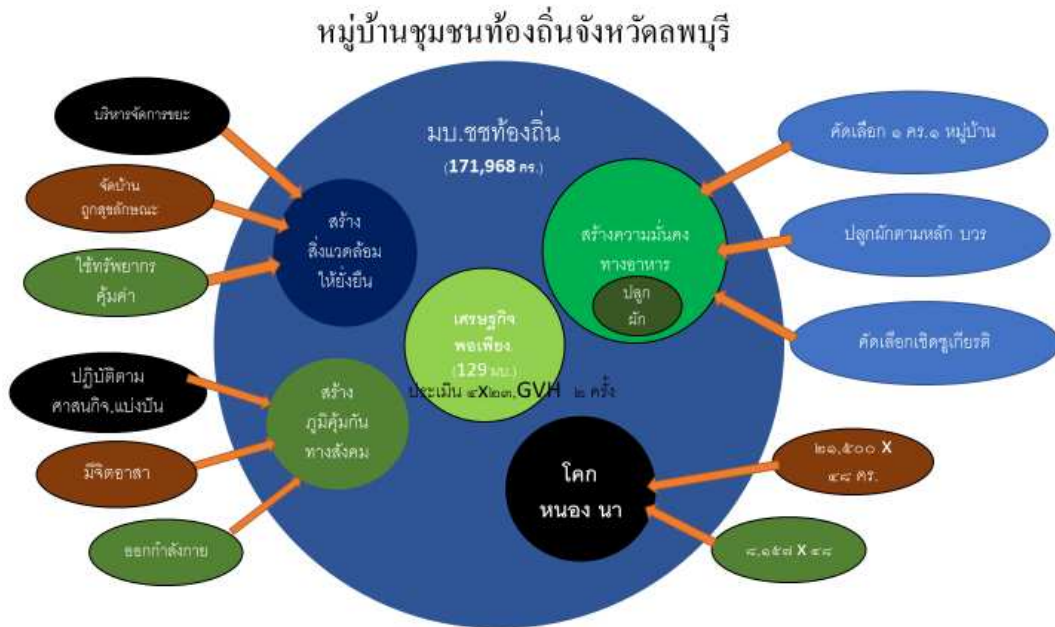 หมู่บ้านชุมชนท้องถิ่นจังหวัดลพบุรี
มบ.ชชท้องถิ่น
(171,968 คร.)
บริหารจัดการขยะ
จัดบ้าน
ถูกสุขลักษณะ
ใช้ทรัพยากร
คุ้มค่า
สร้าง
สิ่งแวดล้อม
ให้ยั่งยืน
สร้างความมั่นคง
ทางอาหาร
ปลูก
ผัก
คัดเลือก ๑ คร.๑ หมู่บ้าน
ปลูกผักตามหลัก บวร
คัดเลือกเชิดชูเกียรติ
เศรษฐกิจ
พอเพียง
(129 มบ.)
ประเมิน ๔X๒๓,GVH ๒ ครั้ง
ปฏิบัติตาม
ศาสนกิจ,แบ่งปัน
มีจิตอาสา
ออกกำลังกาย
สร้าง
ภูมิคุ้มกัน
ทางสังคม
โคก
หนอง นา
๒๑,๕๐๐ X
๔๘ คร.
๘,๑๕๗ X ๔๘